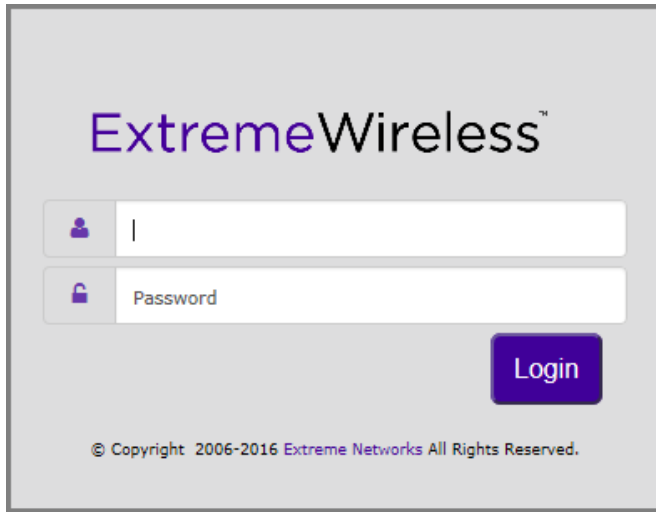 ExtremeWireless™
Password
Login
© Copyright 2006-2016 Extreme Networks All Rights Reserved.